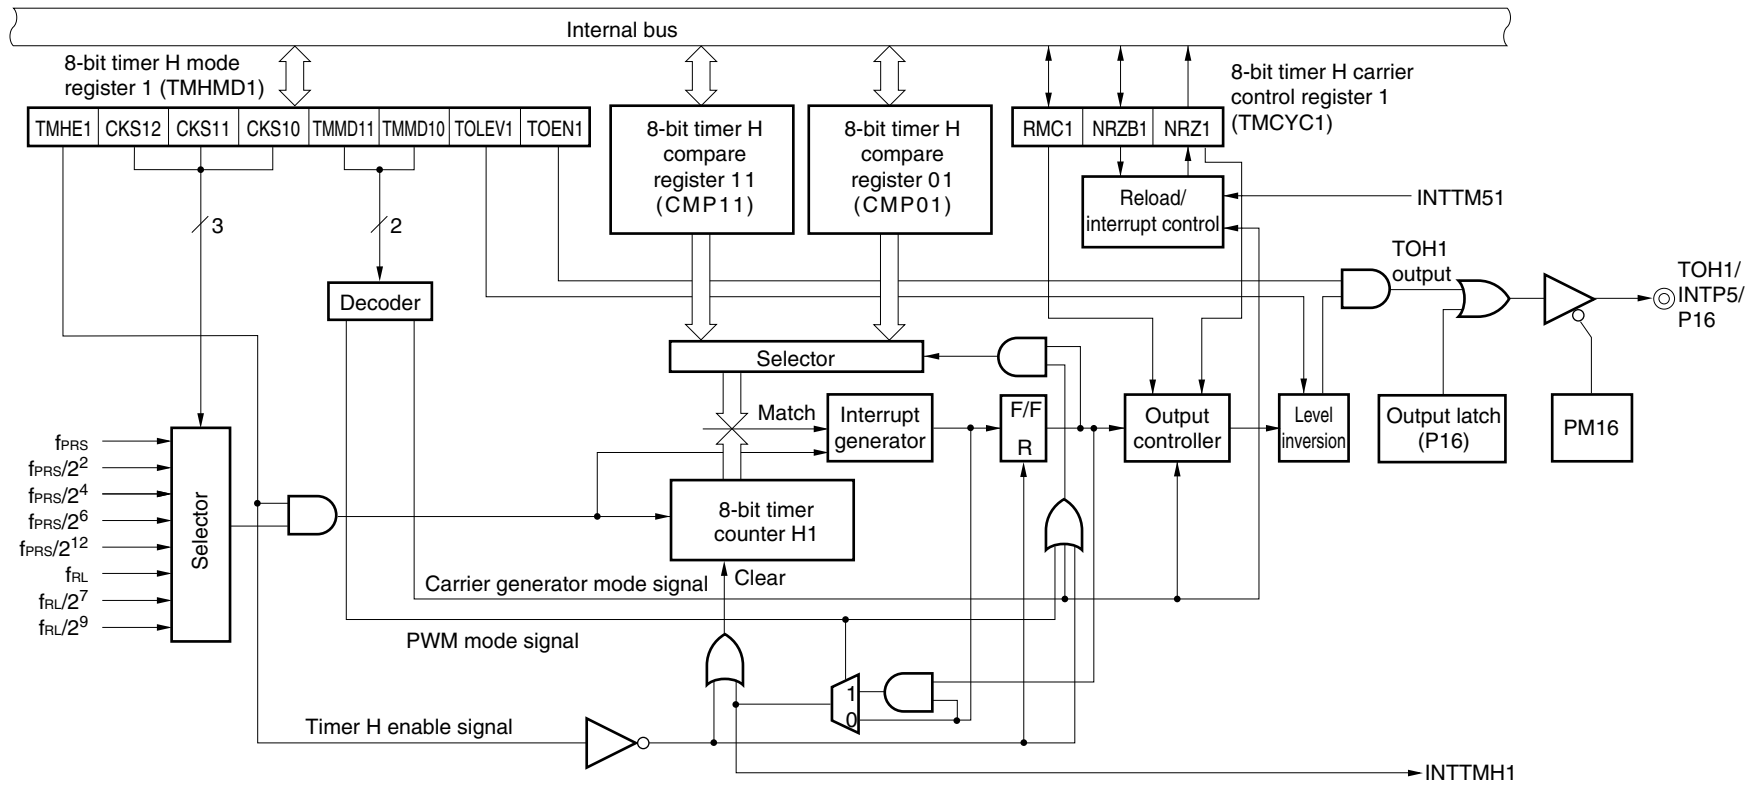 Internal bus
8-bit timer H mode
register 1 (TMHMD1)
8-bit timer H carrier
control register 1
(TMCYC1)
TMHE1 CKS12 CKS11 CKS10 TMMD11 TMMD10 TOLEV1 TOEN1
8-bit timer H
compare
register 11
(CMP11)
8-bit timer H
compare
register 01
(CMP01)
RMC1 NRZB1 NRZ1
Reload/
interrupt control
INTTM51
3
2
Decoder
TOH1
output
TOH1/
INTP5/
P16
Selector
Match
Interrupt
generator
F/F
R
Output
controller
Level
inversion
Output latch
(P16)
PM16
fPRS
fPRS/2²
fPRS/2⁴
fPRS/2⁶
fPRS/2¹²
fRL
fRL/2⁷
fRL/2⁹
Selector
8-bit timer
counter H1
Clear
Carrier generator mode signal
PWM mode signal
1
0
Timer H enable signal
INTTMH1